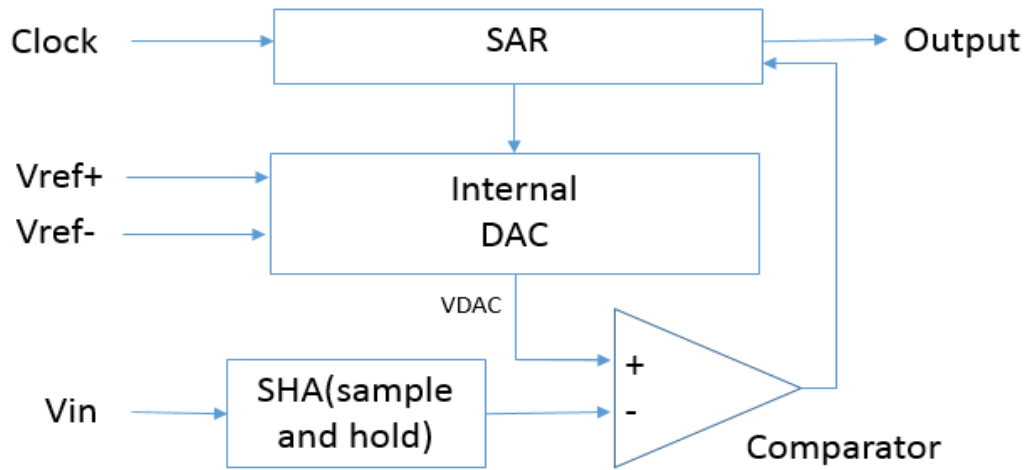 Clock
SAR
Output
Vref+
Vref-
Internal
DAC
VDAC
+
-
Vin
SHA(sample
and hold)
Comparator